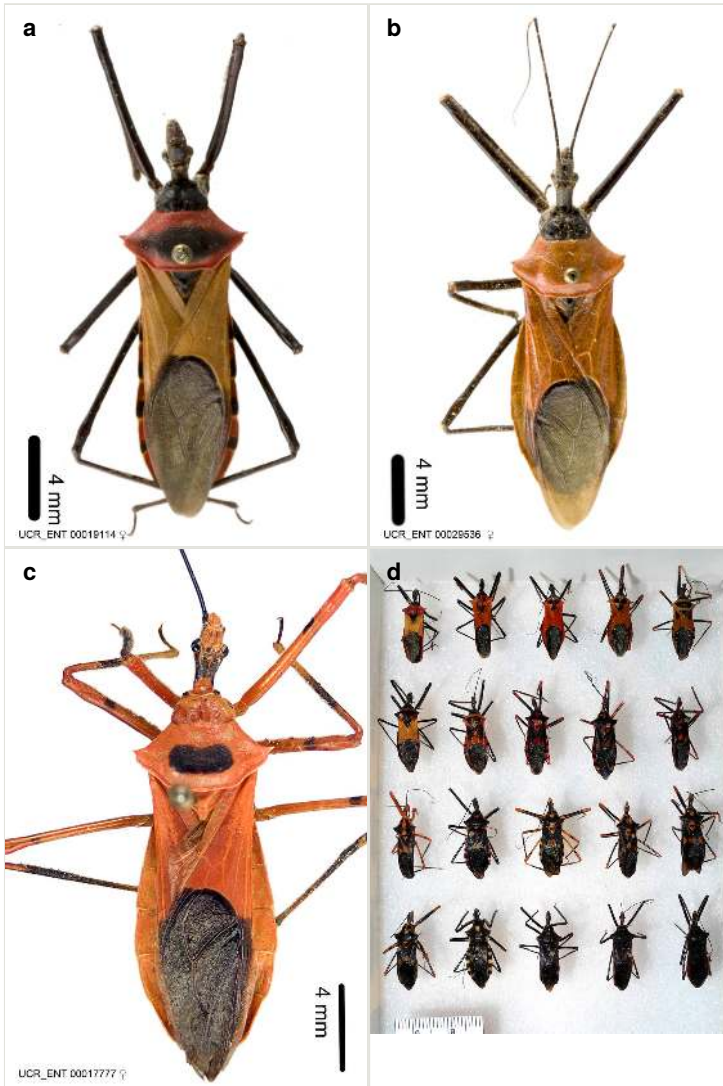 a
b
4 mm
4 mm
UCR_ENT 00019114 ♀
UCR_ENT 00029536 ♀
c
d
4 mm
UCR_ENT 00017777 ♀